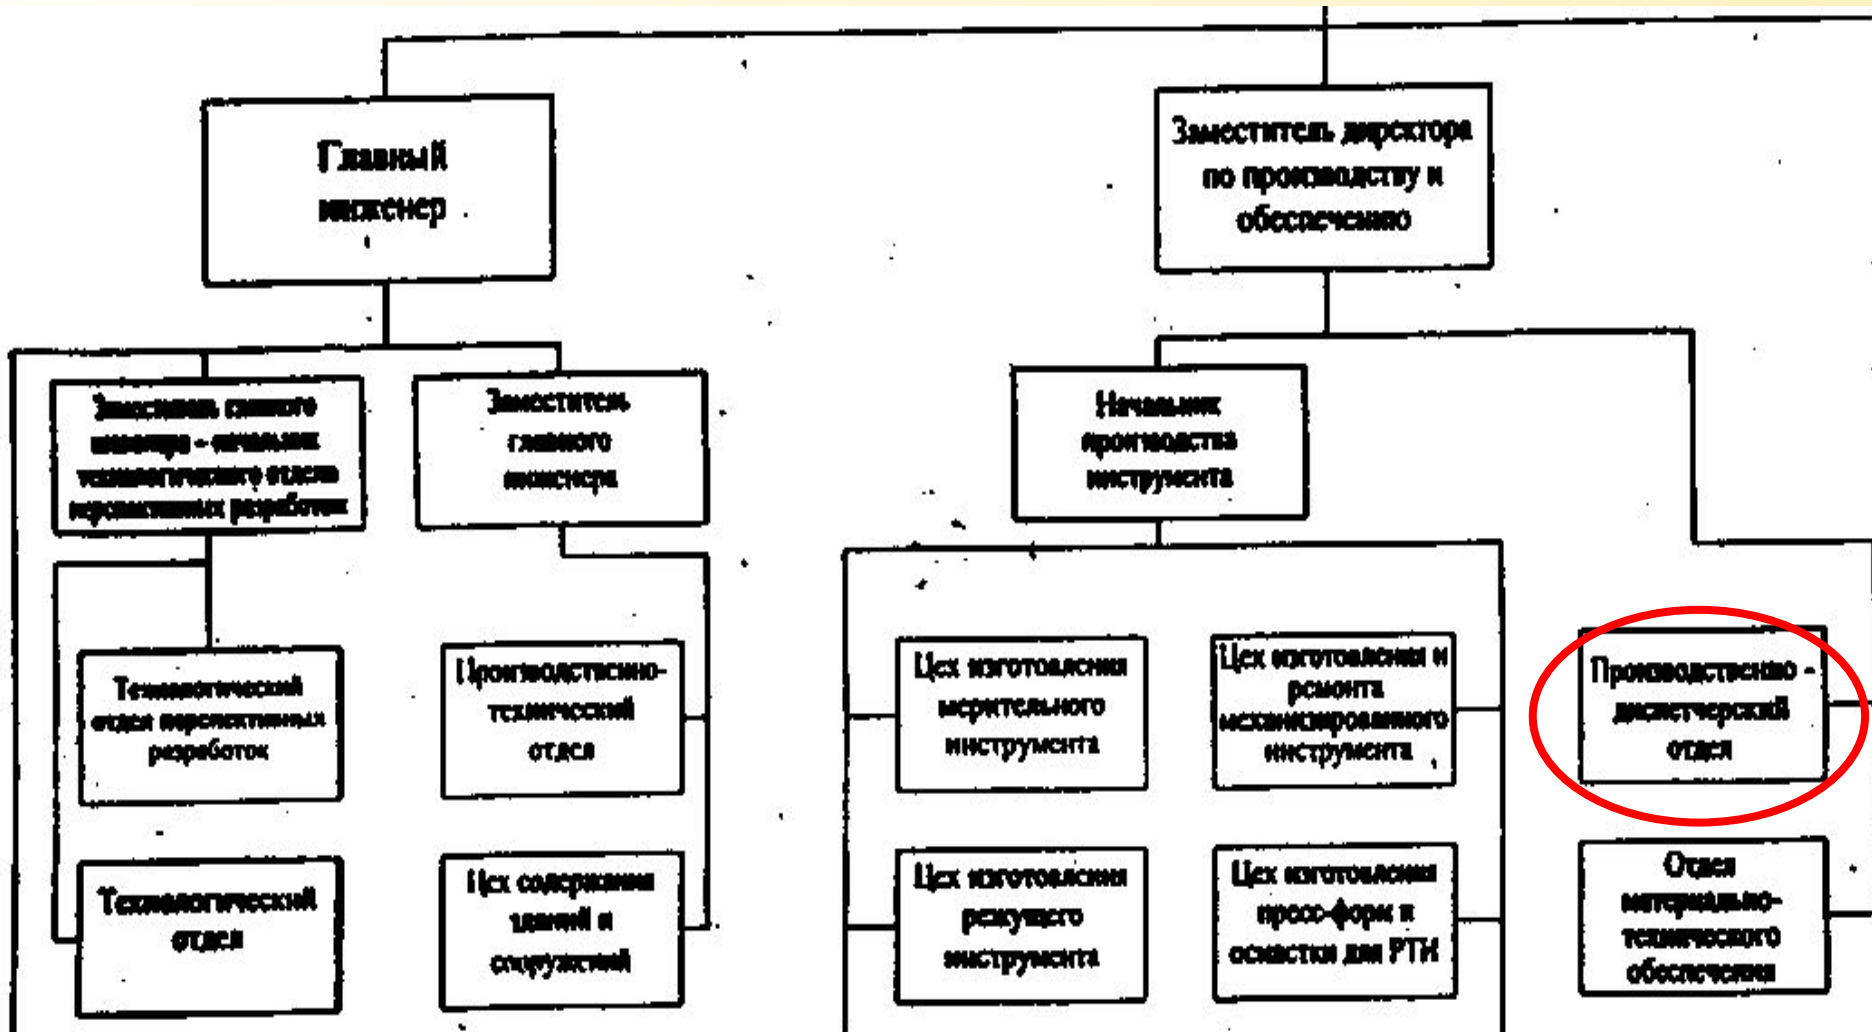 Главный
инженер
Заместитель директора
по производству и
обеспечению
Заместитель главного
инженера – начальник
технологического отдела
перспективных разработок
Заместитель
главного
инженера
Начальник
производства
инструмента
Технологический
отдел перспективных
разработок
Производственно-
технический
отдел
Цех изготовления
мерительного
инструмента
Цех изготовления и
ремонта
механизированного
инструмента
Производственно -
диспетчерский
отдел
Технологический
отдел
Цех содержания
зданий и
сооружений
Цех изготовления
режущего
инструмента
Цех изготовления
пресс-форм и
оснастки для РТИ
Отдел
материально-
технического
обеспечения